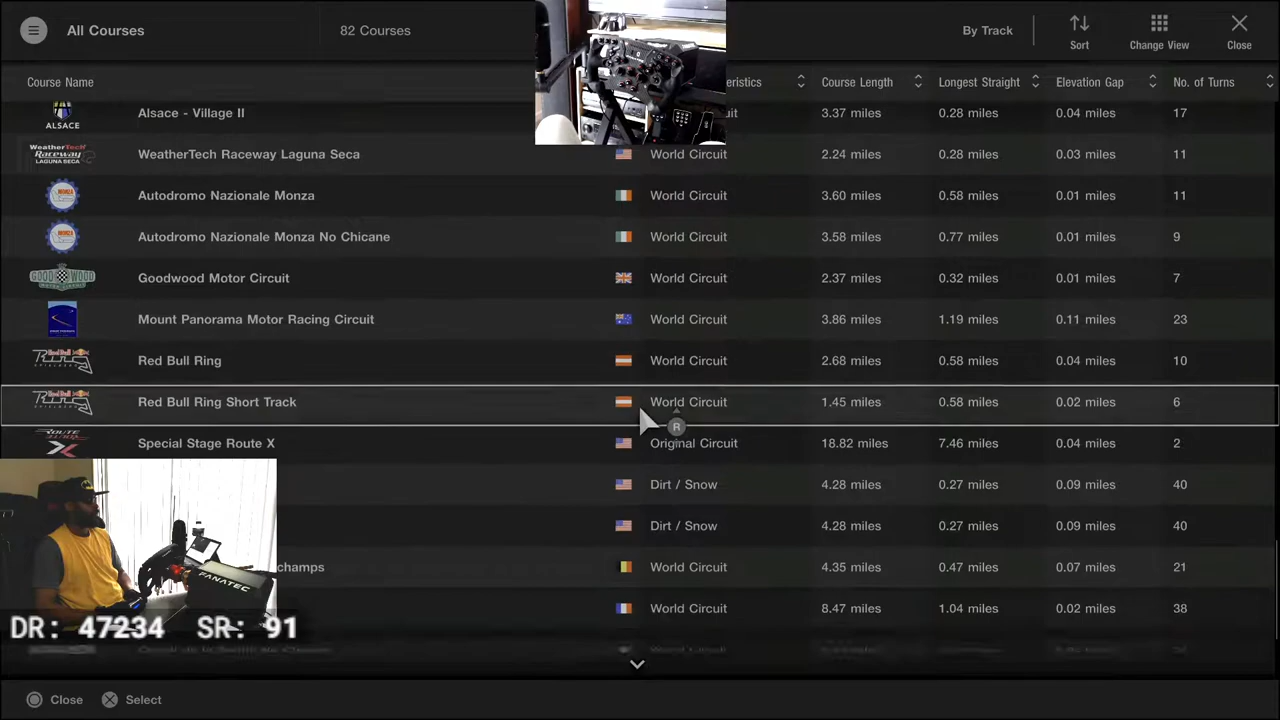 All Courses 82 Courses By Track Sort Change View Close
Course Name Course Length Longest Straight Elevation Gap No. of Turns
ALSACE Alsace - Village II 3.37 miles 0.28 miles 0.04 miles 17
WeatherTech Raceway LAGUNA SECA WeatherTech Raceway Laguna Seca World Circuit 2.24 miles 0.28 miles 0.03 miles 11
MONZA Autodromo Nazionale Monza World Circuit 3.60 miles 0.58 miles 0.01 miles 11
MONZA Autodromo Nazionale Monza No Chicane World Circuit 3.58 miles 0.77 miles 0.01 miles 9
GOODWOOD Goodwood Motor Circuit World Circuit 2.37 miles 0.32 miles 0.01 miles 7
Mount Panorama Motor Racing Circuit World Circuit 3.86 miles 1.19 miles 0.11 miles 23
Red Bull Ring World Circuit 2.68 miles 0.58 miles 0.04 miles 10
Red Bull Ring Short Track World Circuit 1.45 miles 0.58 miles 0.02 miles 6
R
Special Stage Route X Original Circuit 18.82 miles 7.46 miles 0.04 miles 2
Dirt / Snow 4.28 miles 0.27 miles 0.09 miles 40
Dirt / Snow 4.28 miles 0.27 miles 0.09 miles 40
World Circuit 4.35 miles 0.47 miles 0.07 miles 21
FANATEC
World Circuit 8.47 miles 1.04 miles 0.02 miles 38
DR: 47234 SR: 91
Close Select